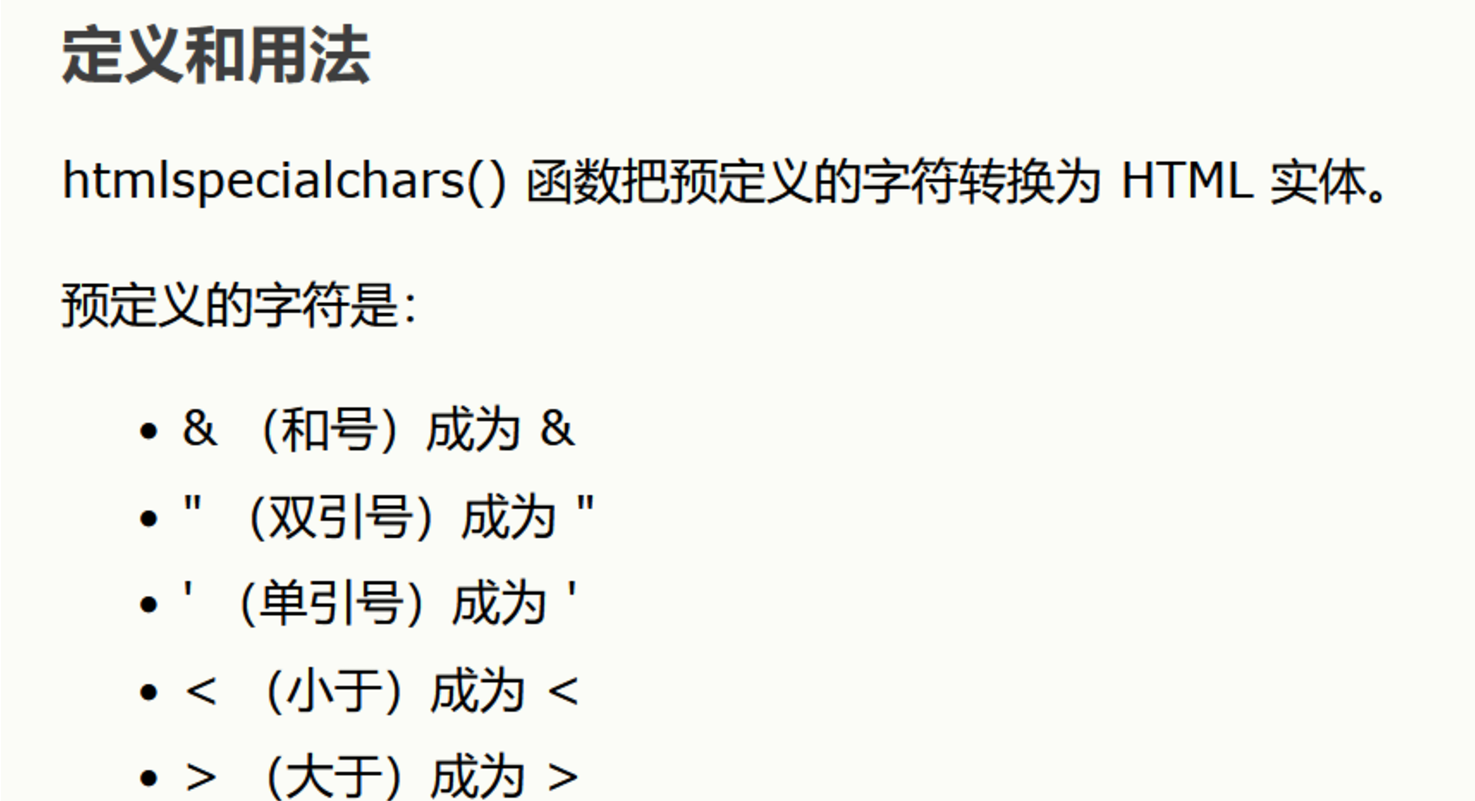 定义和用法
htmlspecialchars() 函数把预定义的字符转换为 HTML 实体。
预定义的字符是：
• & （和号）成为 &
• " （双引号）成为 "
• ' （单引号）成为 '
• < （小于）成为 <
• > （大于）成为 >